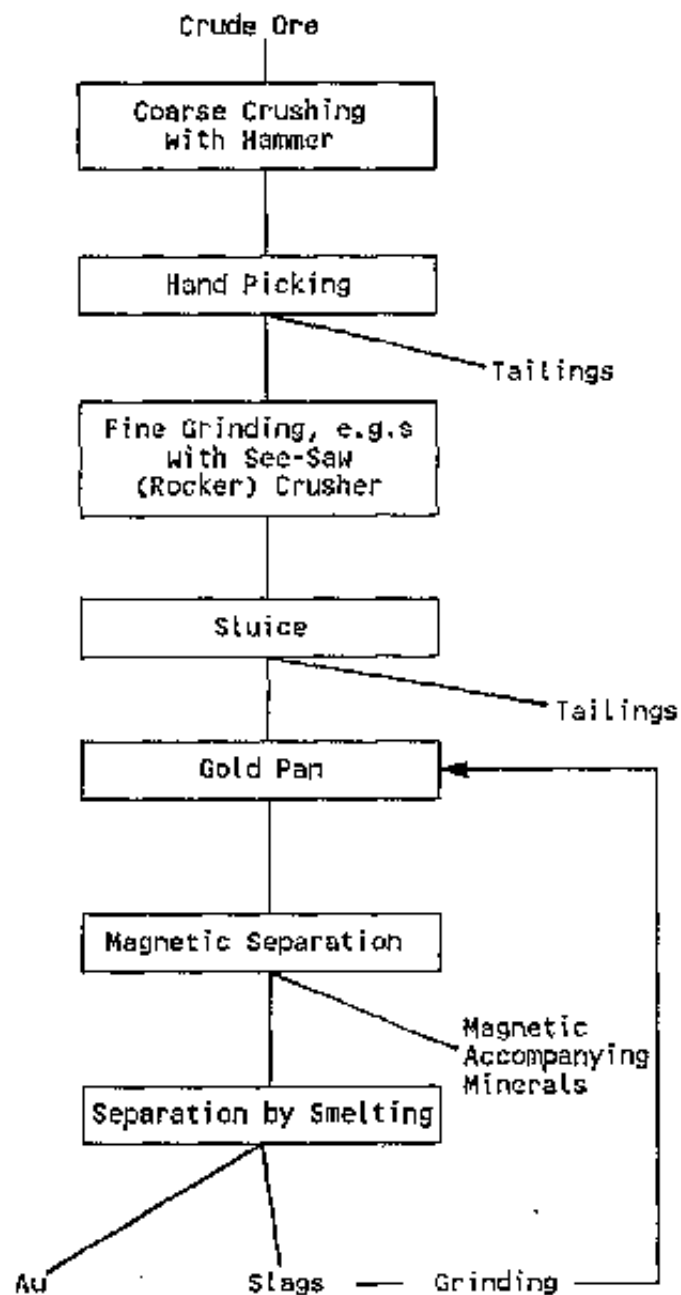 Crude Ore
Coarse Crushing
with Hammer
Hand Picking
Tailings
Fine Grinding, e.g.s
with See-Saw
(Rocker) Crusher
Sluice
Tailings
Gold Pan
Magnetic Separation
Magnetic
Accompanying
Minerals
Separation by Smelting
Au
Slags
Grinding